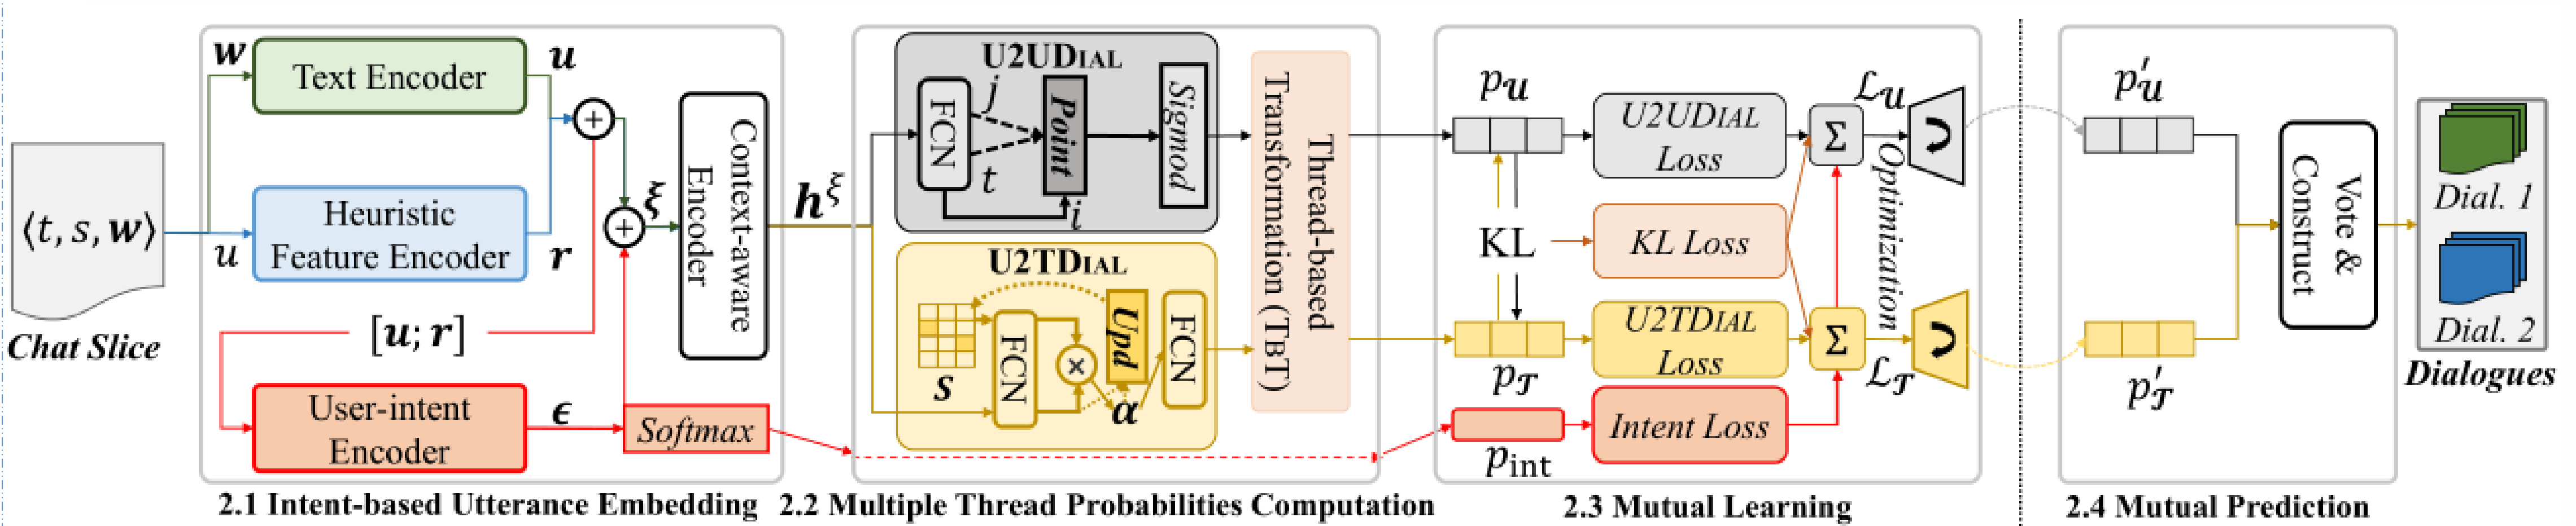 ⟨t, s, w⟩
Chat Slice
w
Text Encoder
u
u
Heuristic
Feature Encoder
r
+
+
ξ
[u; r]
User-intent
Encoder
ϵ
Softmax
Context-aware
Encoder
2.1 Intent-based Utterance Embedding
h^ξ
U2UDIAL
FCN
j
t
i
Point
Sigmod
U2TDIAL
S
FCN
×
Upd
α
FCN
Thread-based
Transformation (TBT)
2.2 Multiple Thread Probabilities Computation
p_𝒰
KL
p_𝒯
p_int
U2UDIAL
Loss
KL Loss
U2TDIAL
Loss
Intent Loss
Σ
Σ
ℒ_𝒰
Optimization
ℒ_𝒯
2.3 Mutual Learning
p′_𝒰
p′_𝒯
Vote &
Construct
2.4 Mutual Prediction
Dial. 1
Dial. 2
Dialogues